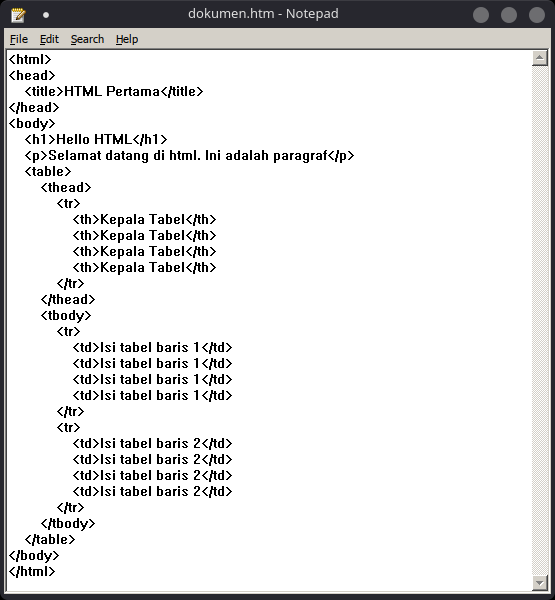 dokumen.htm - Notepad
File Edit Search Help
<html>
<head>
<title>HTML Pertama</title>
</head>
<body>
<h1>Hello HTML</h1>
<p>Selamat datang di html. Ini adalah paragraf</p>
<table>
<thead>
<tr>
<th>Kepala Tabel</th>
<th>Kepala Tabel</th>
<th>Kepala Tabel</th>
<th>Kepala Tabel</th>
</tr>
</thead>
<tbody>
<tr>
<td>Isi tabel baris 1</td>
<td>Isi tabel baris 1</td>
<td>Isi tabel baris 1</td>
<td>Isi tabel baris 1</td>
</tr>
<tr>
<td>Isi tabel baris 2</td>
<td>Isi tabel baris 2</td>
<td>Isi tabel baris 2</td>
<td>Isi tabel baris 2</td>
</tr>
</tbody>
</table>
</body>
</html>